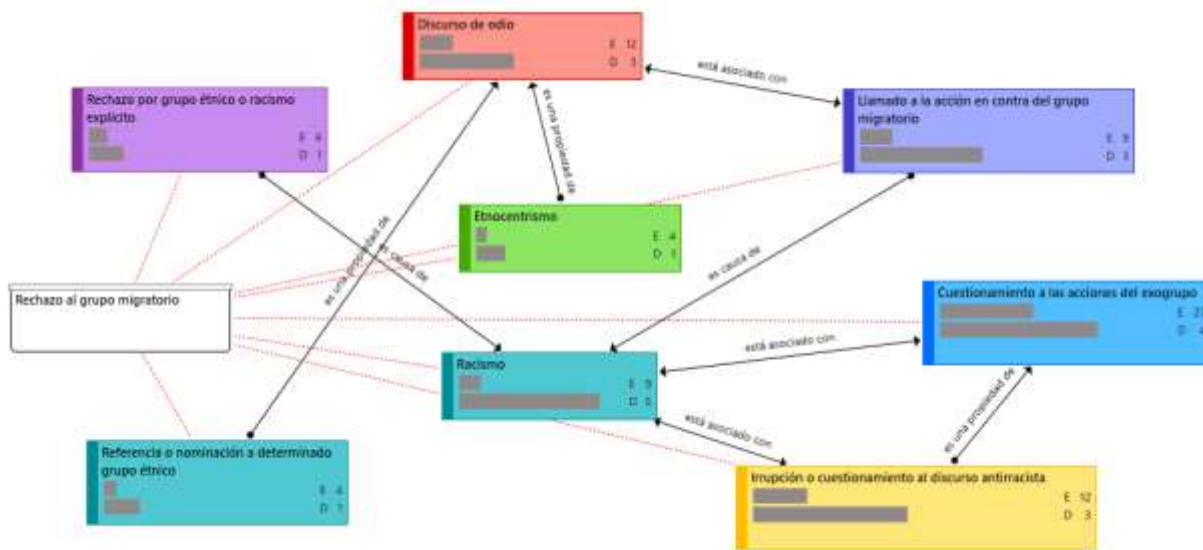 Discurso de odio
E 12
D 3
está asociado con
Rechazo por grupo étnico o racismo
explícito
E 6
D 1
Llamado a la acción en contra del grupo
migratorio
E 9
D 3
es una propiedad de
Etnocentrismo
E 4
D 3
es una propiedad de
es causa de
es causa de
Rechazo al grupo migratorio
Cuestionamiento a las acciones del exogrupo
está asociado con
Racismo
E 9
D 5
está asociado con
es una propiedad de
Referencia o nominación a determinado
grupo étnico
E 4
D 1
Irrupción o cuestionamiento al discurso antirracista
E 12
D 3